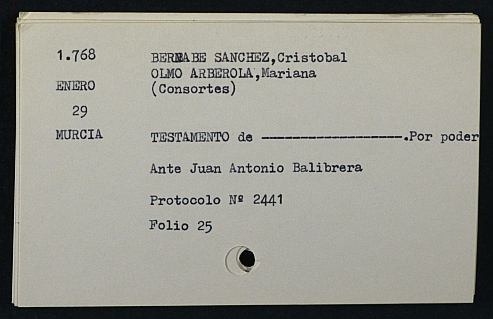 1.768
BERNABE SANCHEZ,Cristobal
OLMO ARBEROLA,Mariana
ENERO
(Consortes)
29
MURCIA
TESTAMENTO de -------------------.Por poder
Ante Juan Antonio Balibrera
Protocolo Nº 2441
Folio 25